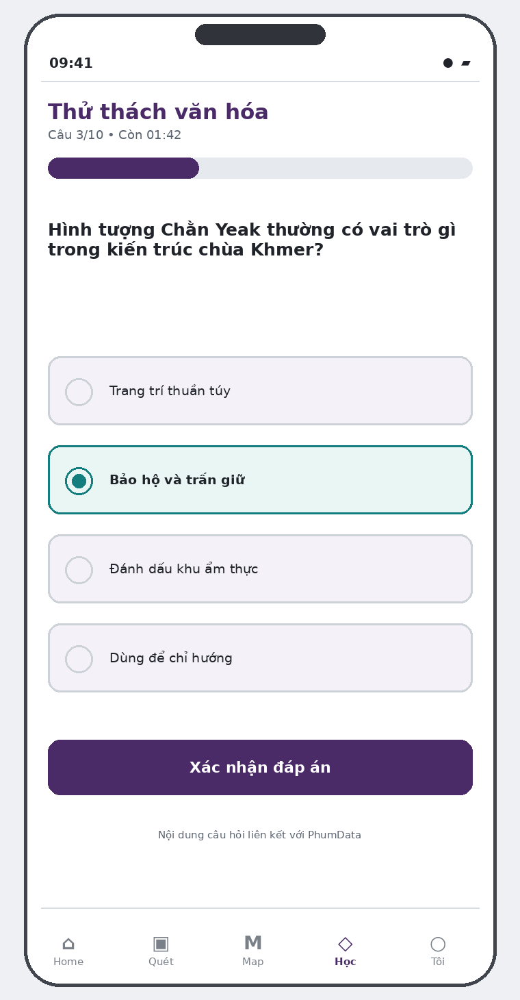 09:41
Thử thách văn hóa
Câu 3/10 • Còn 01:42
Hình tượng Chằn Yeak thường có vai trò gì
trong kiến trúc chùa Khmer?
Trang trí thuần túy
Bảo hộ và trấn giữ
Đánh dấu khu ẩm thực
Dùng để chỉ hướng
Xác nhận đáp án
Nội dung câu hỏi liên kết với PhumData
M
Home
Quét
Map
Học
Tôi